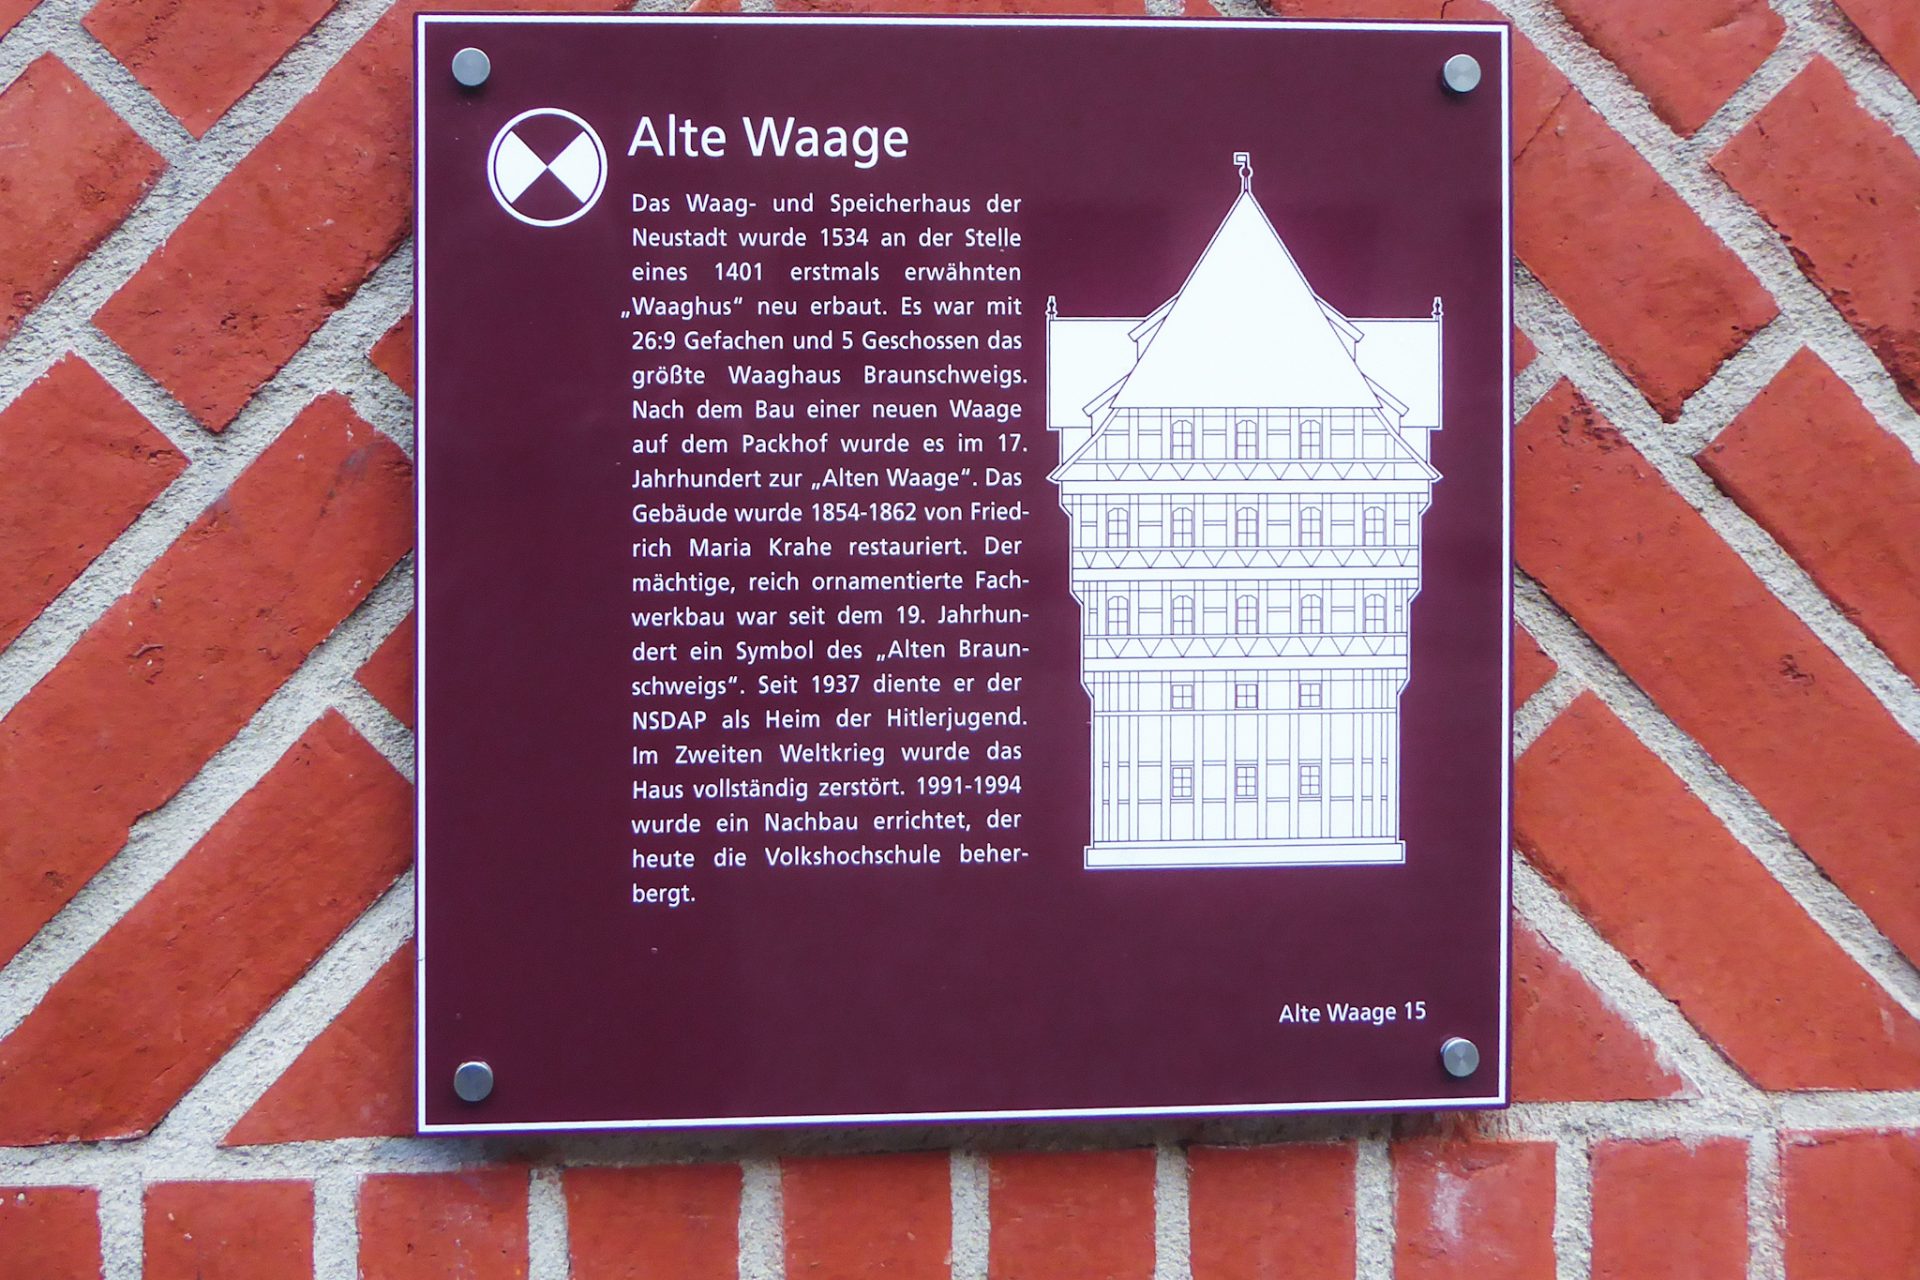 Alte Waage
Das Waag- und Speicherhaus der
Neustadt wurde 1534 an der Stelle
eines 1401 erstmals erwähnten
„Waaghus“ neu erbaut. Es war mit
26:9 Gefachen und 5 Geschossen das
größte Waaghaus Braunschweigs.
Nach dem Bau einer neuen Waage
auf dem Packhof wurde es im 17.
Jahrhundert zur „Alten Waage“. Das
Gebäude wurde 1854-1862 von Fried-
rich Maria Krahe restauriert. Der
mächtige, reich ornamentierte Fach-
werkbau war seit dem 19. Jahrhun-
dert ein Symbol des „Alten Braun-
schweigs“. Seit 1937 diente er der
NSDAP als Heim der Hitlerjugend.
Im Zweiten Weltkrieg wurde das
Haus vollständig zerstört. 1991-1994
wurde ein Nachbau errichtet, der
heute die Volkshochschule beher-
bergt.
Alte Waage 15